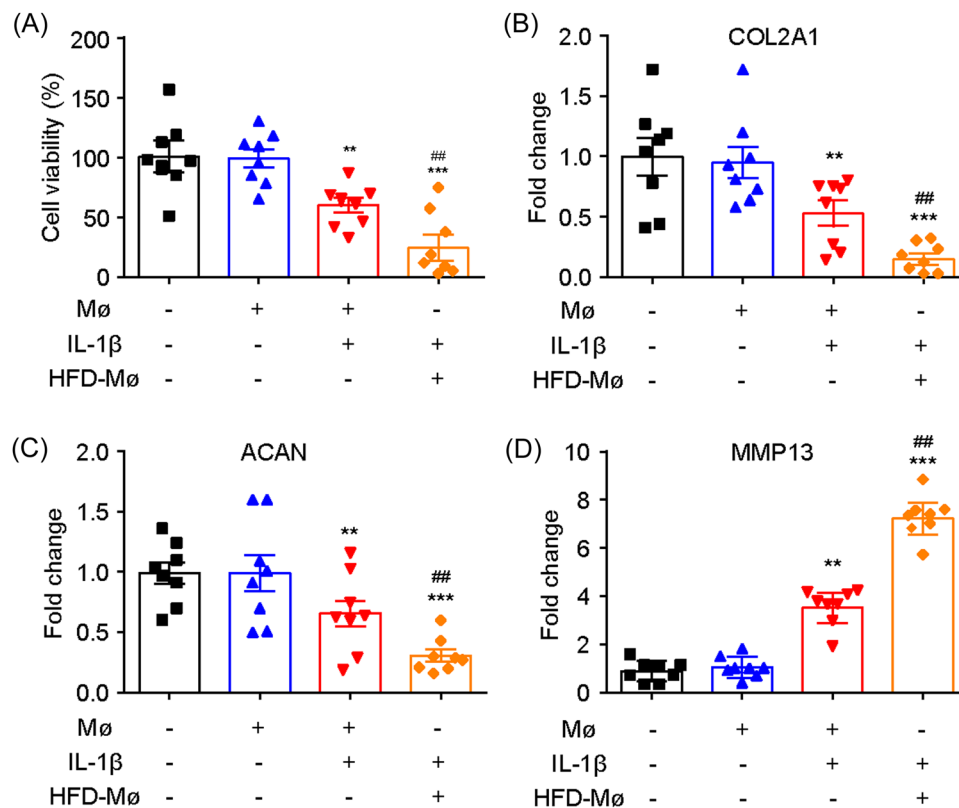 (A)
Cell viability (%)
200
150
100
50
0
**
##
***
Mø - + + -
IL-1β - - + +
HFD-Mø - - - +
(B)
COL2A1
Fold change
2.0
1.5
1.0
0.5
0.0
**
##
***
Mø - + + -
IL-1β - - + +
HFD-Mø - - - +
(C)
ACAN
Fold change
2.0
1.5
1.0
0.5
0.0
**
##
***
Mø - + + -
IL-1β - - + +
HFD-Mø - - - +
(D)
MMP13
Fold change
10
8
6
4
2
0
**
##
***
Mø - + + -
IL-1β - - + +
HFD-Mø - - - +